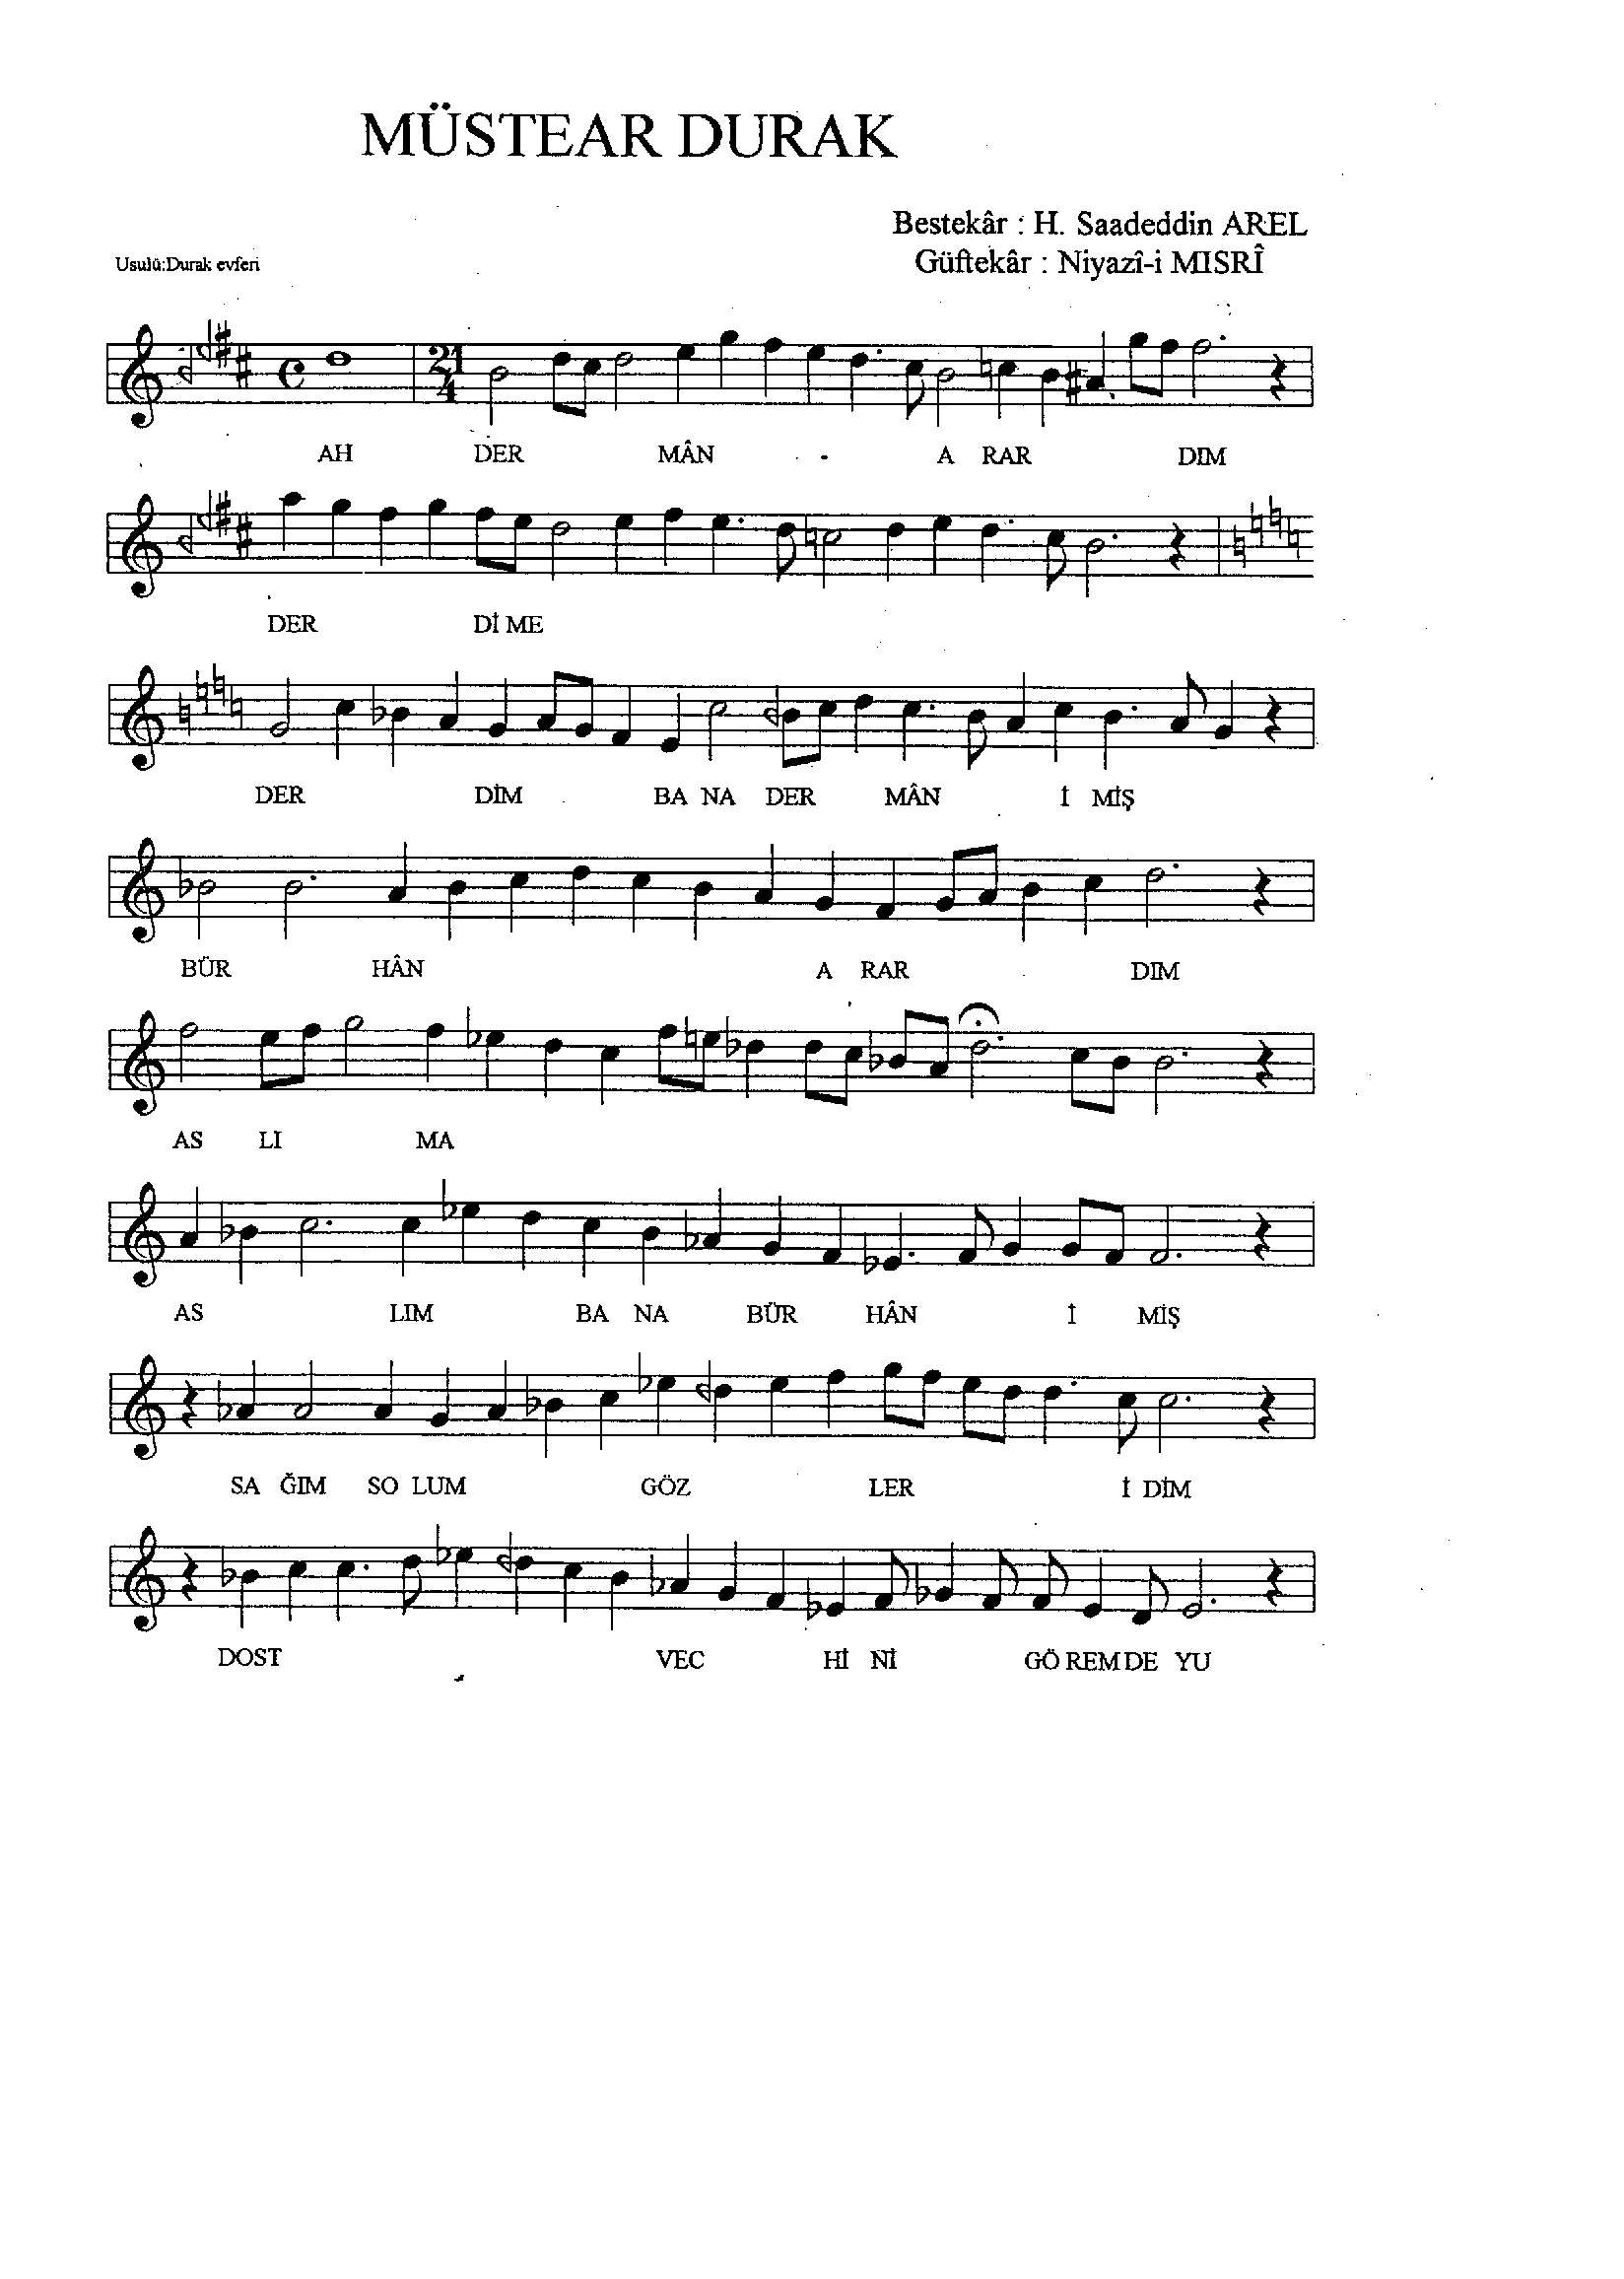 MÜSTEAR DURAK
Bestekâr : H. Saadeddin AREL
Usulü:Durak evferi
Güftekâr : Niyazî-i MISRÎ
21
4
AH DER MÂN - A RAR DIM
DER Dİ ME
DER DİM BA NA DER MÂN İ MİŞ
BÜR HÂN A RAR DIM
AS LI MA
AS LIM BA NA BÜR HÂN İ MİŞ
SA ĞIM SO LUM GÖZ LER İ DİM
DOST VEC Hİ Nİ GÖ REM DE YU